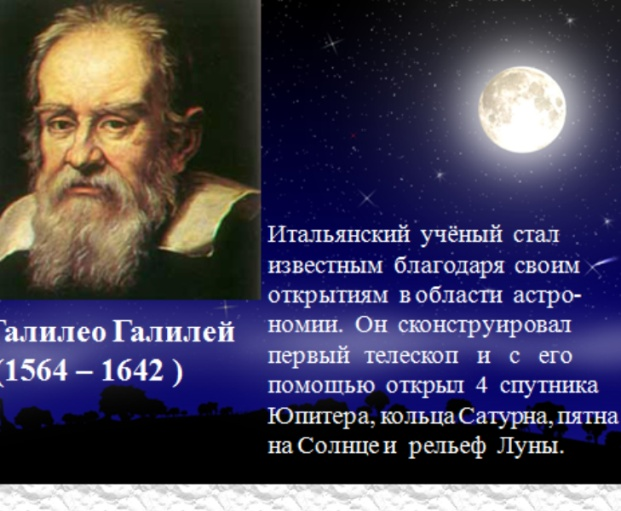 Галилео Галилей
(1564 – 1642 )
Итальянский учёный стал
известным благодаря своим
открытиям в области астро-
номии. Он сконструировал
первый телескоп и с его
помощью открыл 4 спутника
Юпитера, кольца Сатурна, пятна
на Солнце и рельеф Луны.